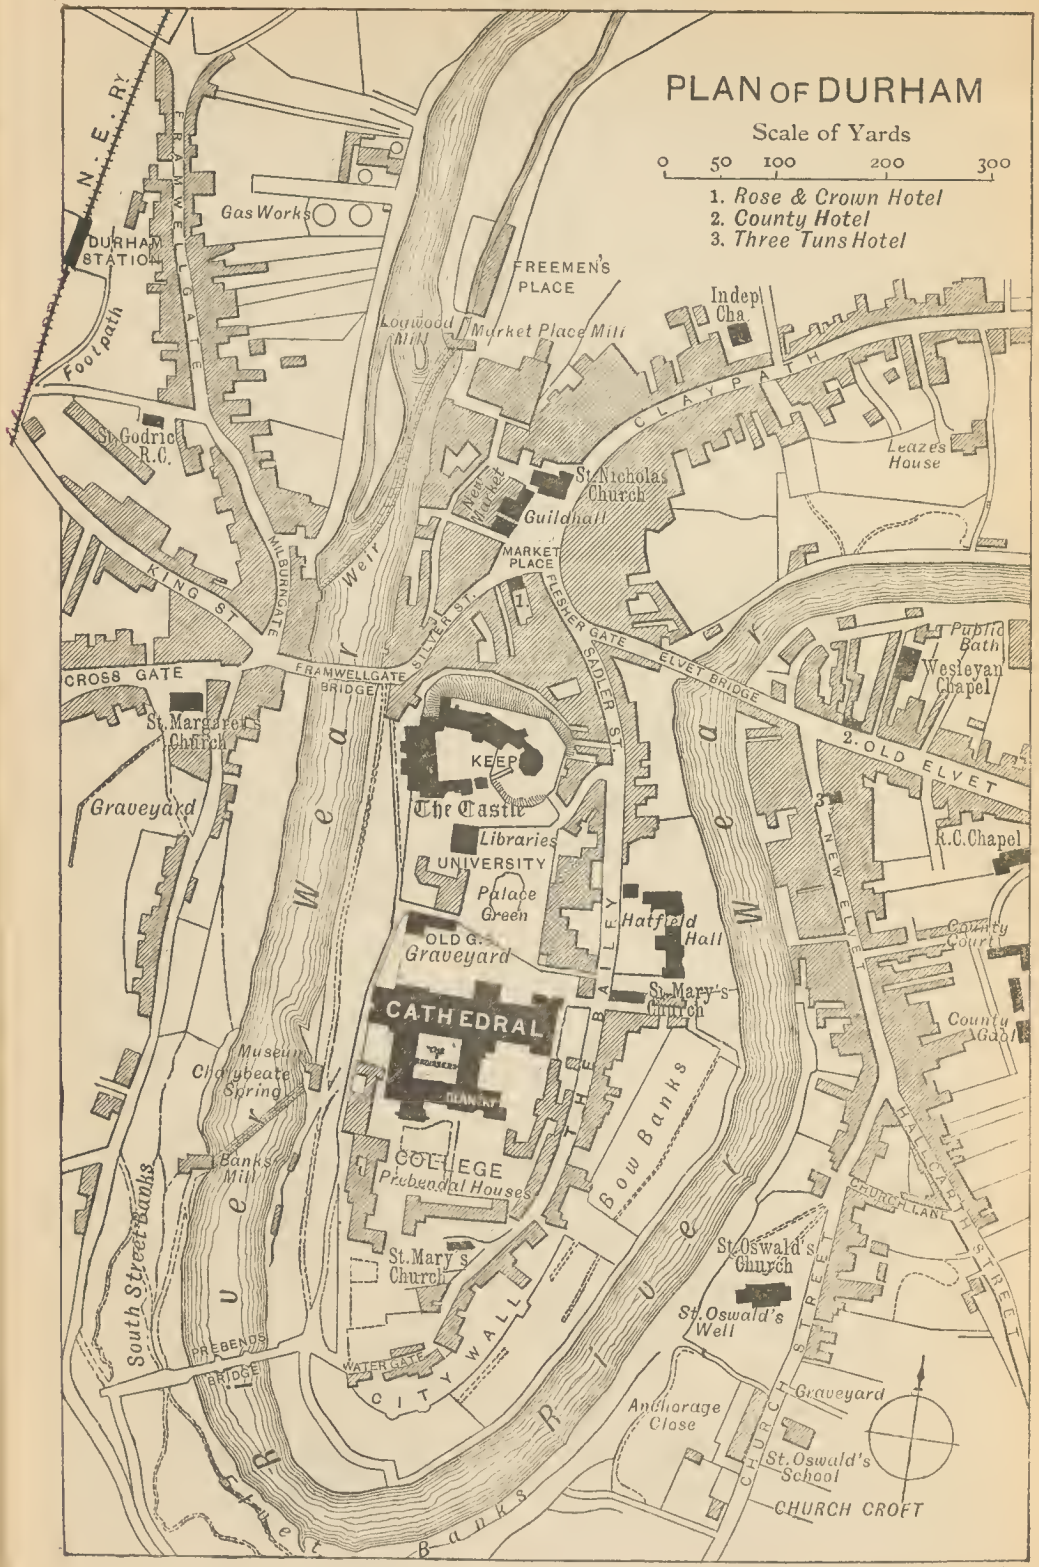 PLAN OF DURHAM
Scale of Yards
0 50 100 200 300
1. Rose & Crown Hotel
2. County Hotel
3. Three Tuns Hotel
N. E. RY.
FRAMWELGATE
Gas Works
DURHAM
STATION
Footpath
FREEMEN'S
PLACE
Indep
Cha.
Logwood
Mill
Market Place Mill
CLAYPATH
St. Godric
R.C.
Leazes
House
New
Market
St. Nicholas
Church
Guildhall
Weir
MARKET
PLACE
MILBURNGATE
KING ST
1.
FLESHER GATE
SILVER ST.
SADLER ST.
ELVET BRIDGE
Public
Bath
Wesleyan
Chapel
CROSS GATE
FRAMWELLGATE
BRIDGE
St. Margaret's
Church
2.
OLD ELVET
KEEP
The Castle
Graveyard
3
NEW ELVET
R.C. Chapel
Libraries
UNIVERSITY
Palace
Green
Hatfield
Hall
OLD G.S.
Graveyard
County
Court
THE BAILEY
St. Mary's
Church
CATHEDRAL
County
Gaol
Museum
Chalybeate
Spring
Bow Banks
HALLGARTH STREET
Banks
Mill
COLLEGE
Prebendal Houses
CHURCH LANE
South Street Banks
St. Mary's
Church
St. Oswald's
Church
St. Oswald's
Well
PREBENDS
BRIDGE
WATER GATE
CITY WALL
River Wear
River Wear
Anchorage
Close
Graveyard
CHURCH STREET
St. Oswald's
School
CHURCH CROFT
Elvet Banks